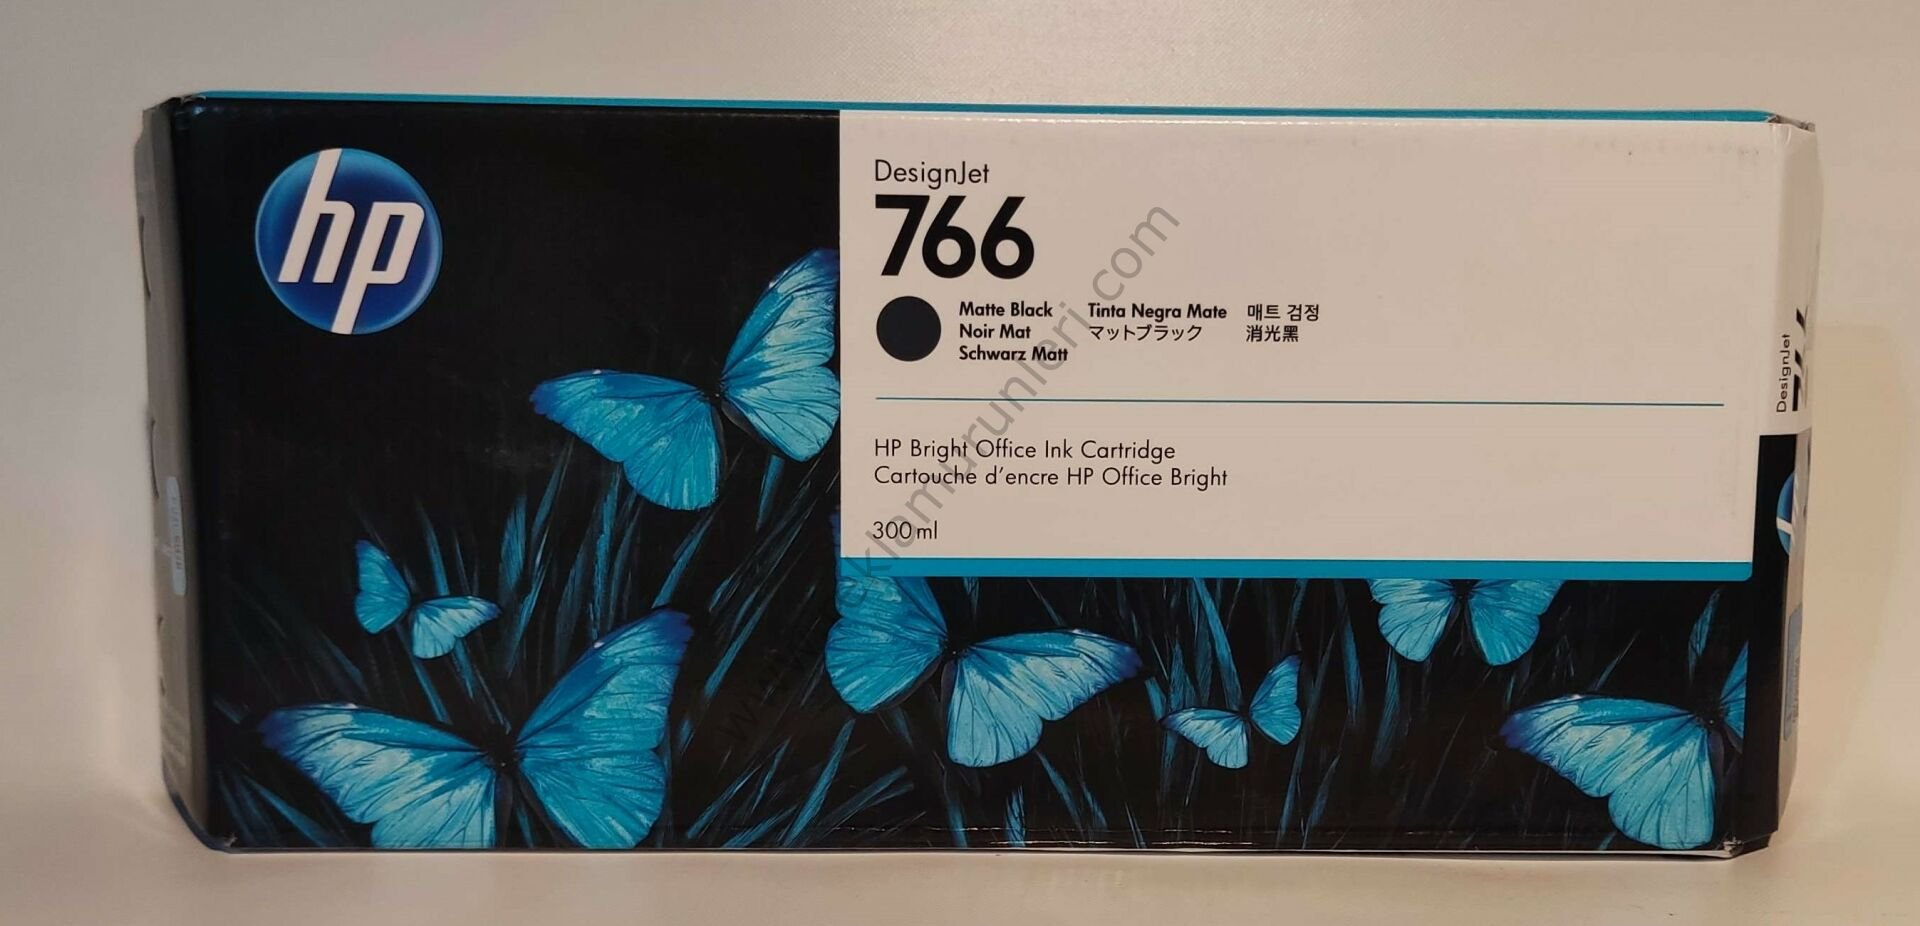 hp
DesignJet
766
Matte Black
Noir Mat
Schwarz Matt
Tinta Negra Mate
マットブラック
매트 검정
消光黑
HP Bright Office Ink Cartridge
Cartouche d'encre HP Office Bright
300 ml
DesignJet